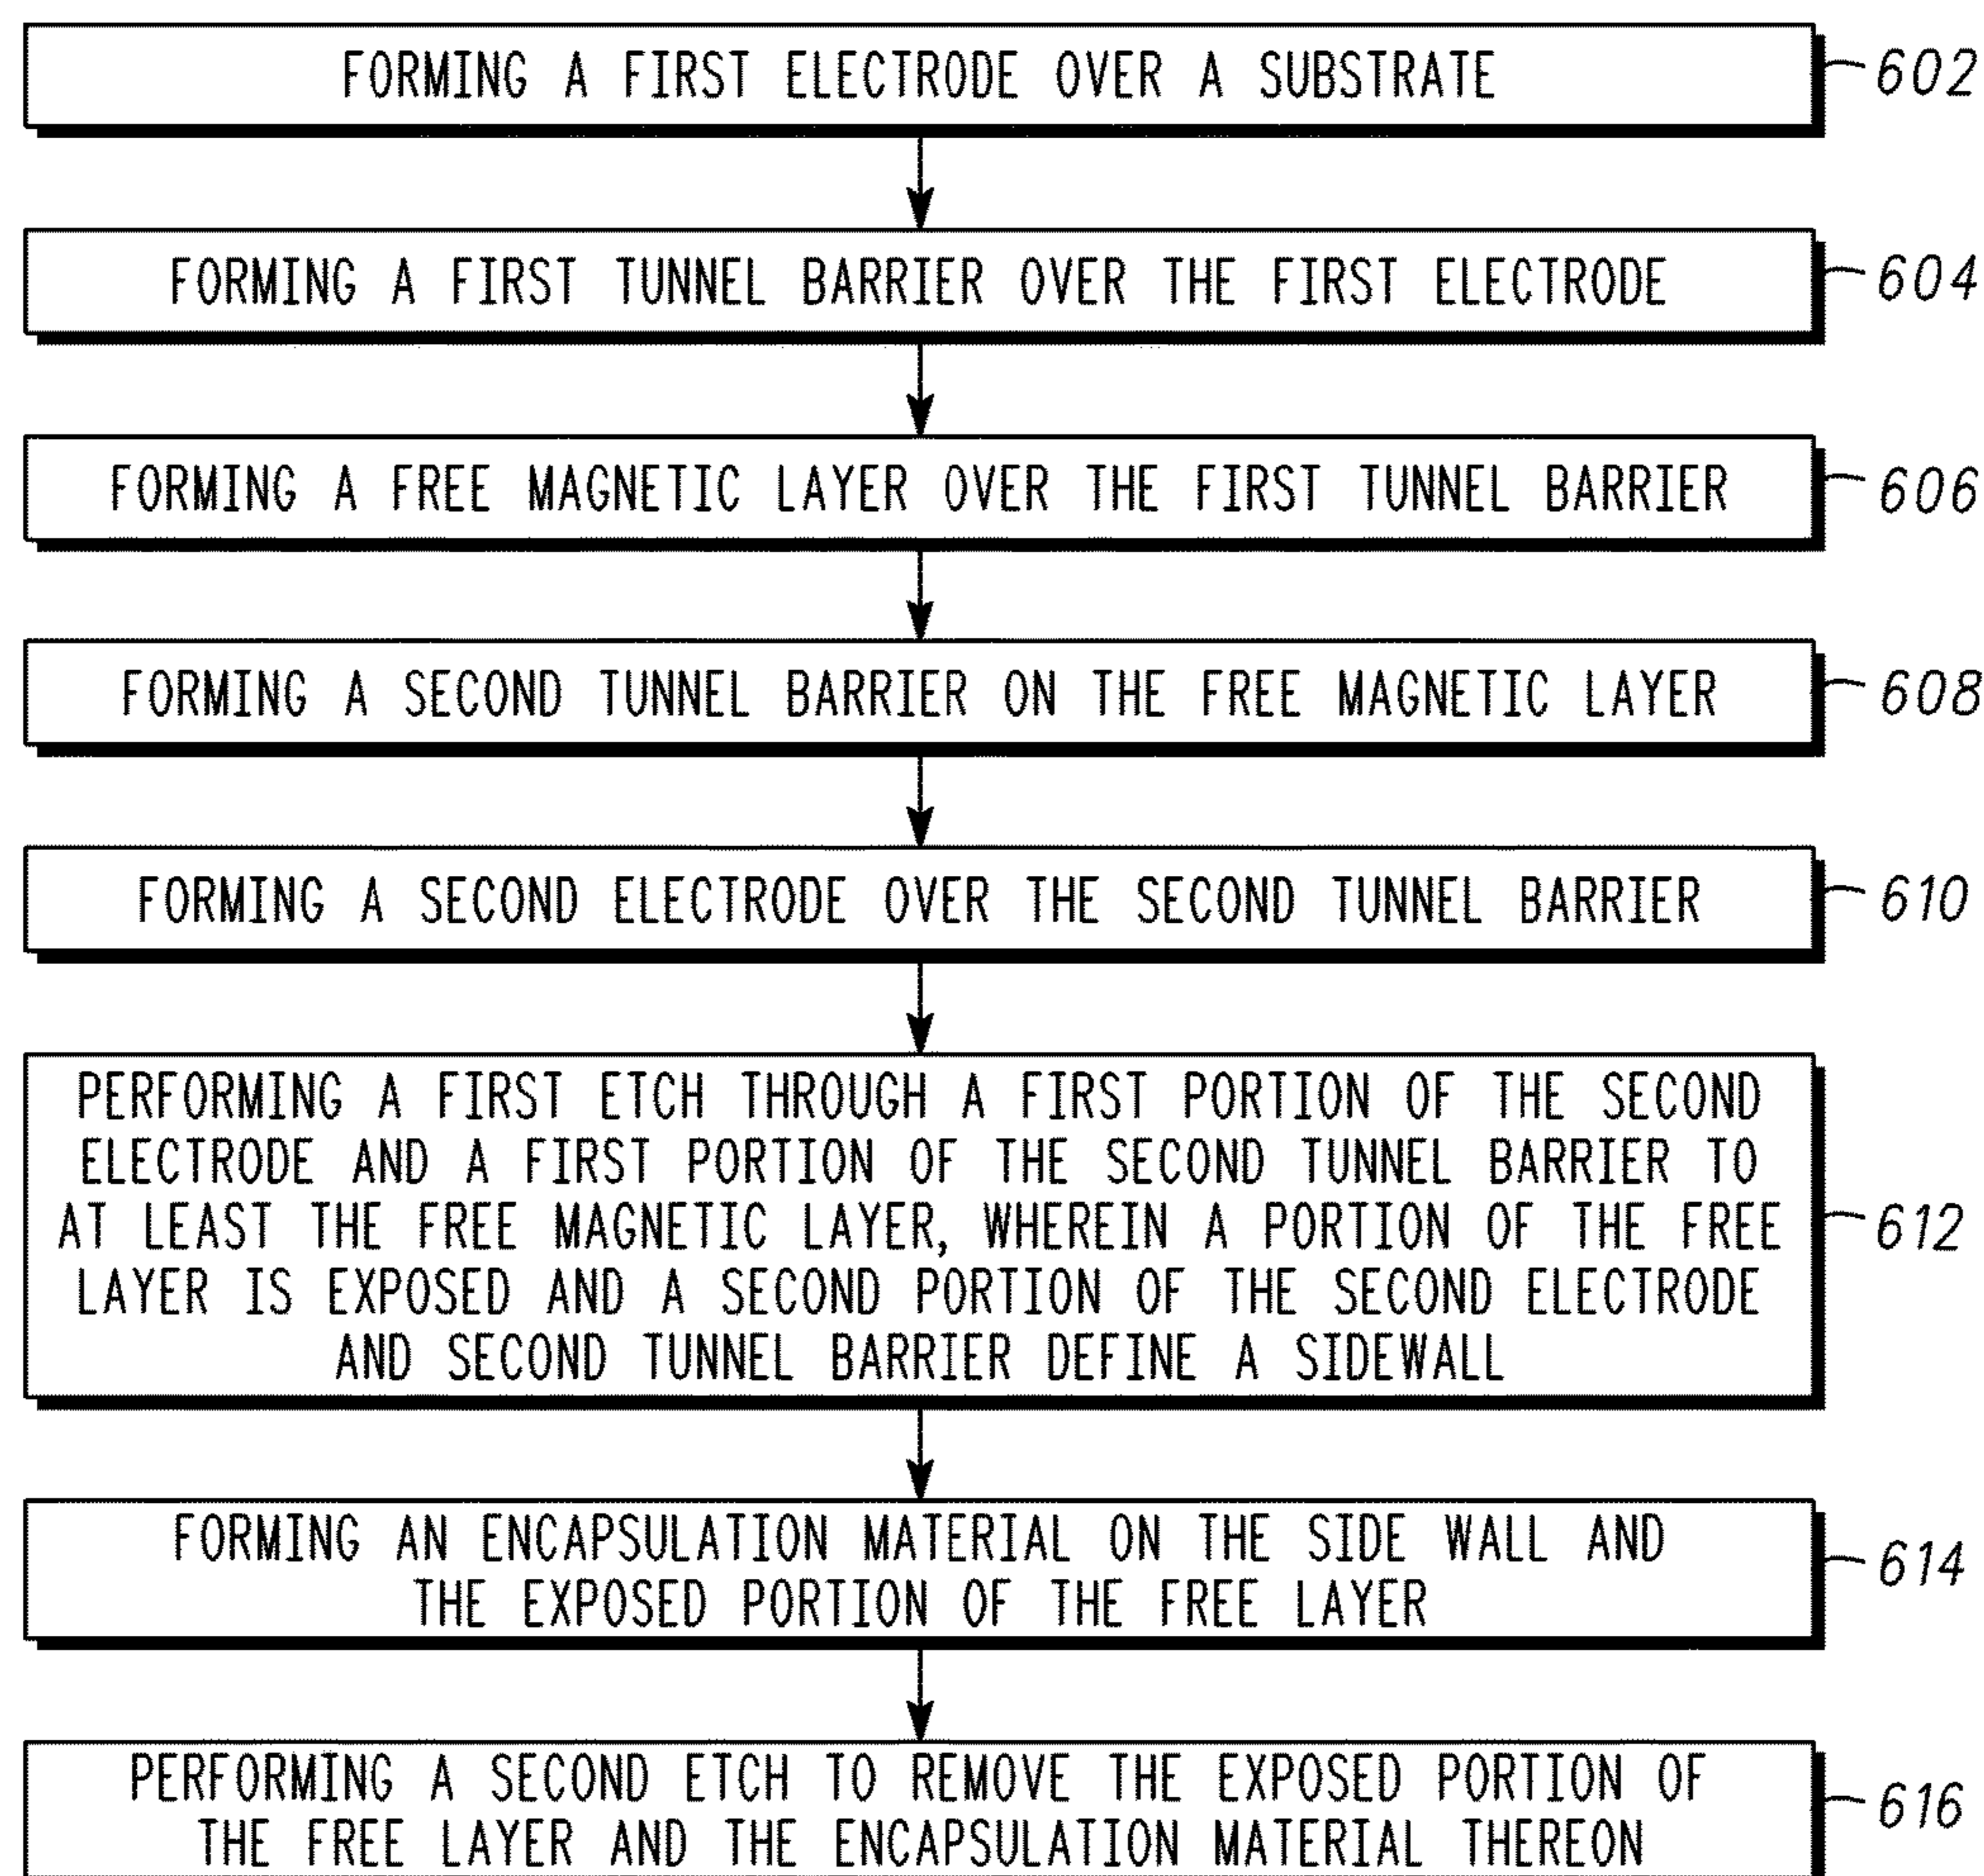 FORMING A FIRST ELECTRODE OVER A SUBSTRATE
602
FORMING A FIRST TUNNEL BARRIER OVER THE FIRST ELECTRODE
604
FORMING A FREE MAGNETIC LAYER OVER THE FIRST TUNNEL BARRIER
606
FORMING A SECOND TUNNEL BARRIER ON THE FREE MAGNETIC LAYER
608
FORMING A SECOND ELECTRODE OVER THE SECOND TUNNEL BARRIER
610
PERFORMING A FIRST ETCH THROUGH A FIRST PORTION OF THE SECOND
ELECTRODE AND A FIRST PORTION OF THE SECOND TUNNEL BARRIER TO
AT LEAST THE FREE MAGNETIC LAYER, WHEREIN A PORTION OF THE FREE
LAYER IS EXPOSED AND A SECOND PORTION OF THE SECOND ELECTRODE
AND SECOND TUNNEL BARRIER DEFINE A SIDEWALL
612
FORMING AN ENCAPSULATION MATERIAL ON THE SIDE WALL AND
THE EXPOSED PORTION OF THE FREE LAYER
614
PERFORMING A SECOND ETCH TO REMOVE THE EXPOSED PORTION OF
THE FREE LAYER AND THE ENCAPSULATION MATERIAL THEREON
616